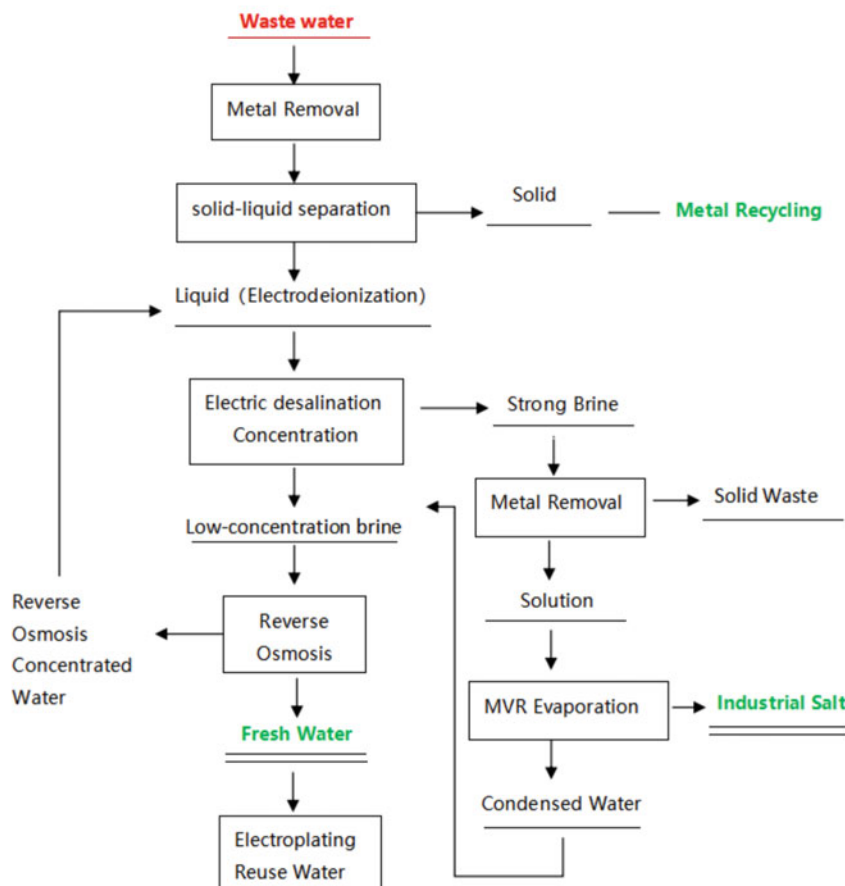 Waste water
Metal Removal
solid-liquid separation
Solid
Metal Recycling
Liquid (Electrodeionization)
Electric desalination
Concentration
Strong Brine
Metal Removal
Solid Waste
Low-concentration brine
Solution
Reverse
Osmosis
Concentrated
Water
Reverse
Osmosis
MVR Evaporation
Industrial Salt
Fresh Water
Condensed Water
Electroplating
Reuse Water